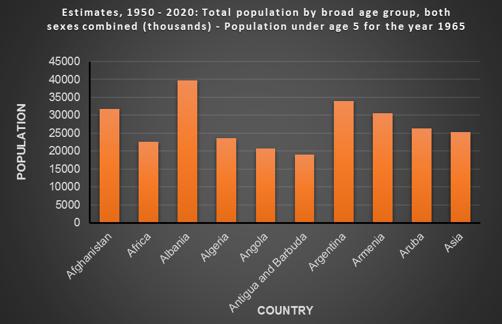 Estimates, 1950 - 2020: Total population by broad age group, both
sexes combined (thousands) - Population under age 5 for the year 1965
45000
40000
35000
30000
25000
20000
15000
10000
5000
0
POPULATION
Afghanistan
Africa
Albania
Algeria
Angola
Antigua and Barbuda
Argentina
Armenia
Aruba
Asia
COUNTRY